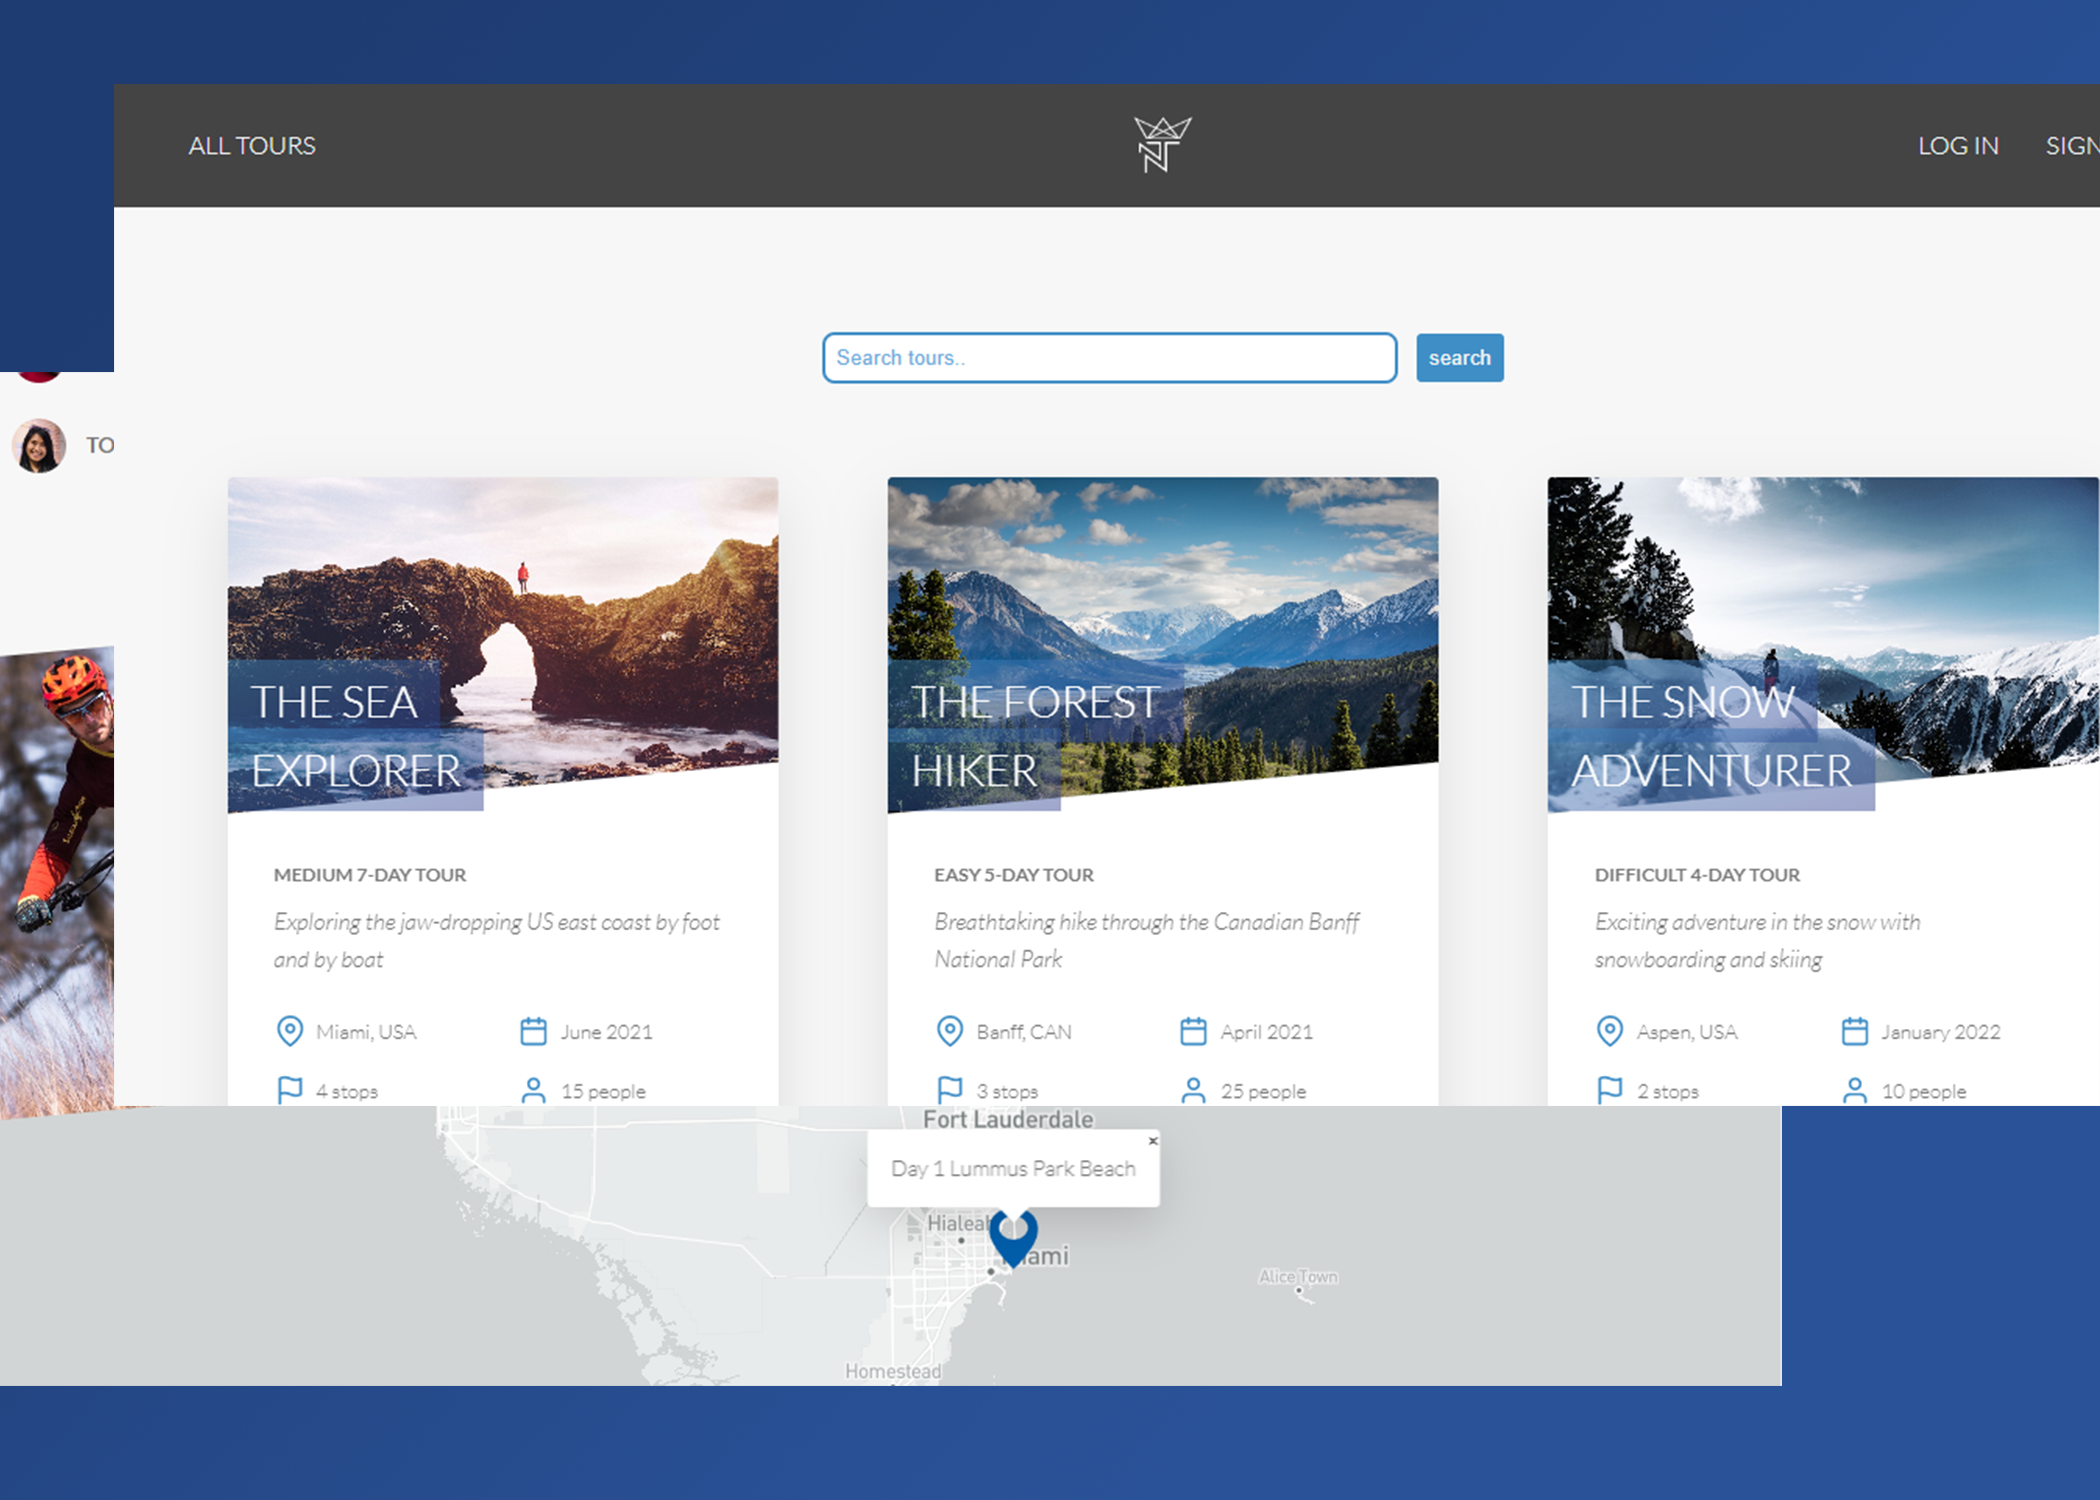 ALL TOURS
LOG IN
SIGN
Search tours..
search
TO
THE SEA
EXPLORER
MEDIUM 7-DAY TOUR
Exploring the jaw-dropping US east coast by foot
and by boat
Miami, USA
June 2021
4 stops
15 people
THE FOREST
HIKER
EASY 5-DAY TOUR
Breathtaking hike through the Canadian Banff
National Park
Banff, CAN
April 2021
3 stops
25 people
THE SNOW
ADVENTURER
DIFFICULT 4-DAY TOUR
Exciting adventure in the snow with
snowboarding and skiing
Aspen, USA
January 2022
2 stops
10 people
Fort Lauderdale
×
Day 1 Lummus Park Beach
Hialeah
ami
Alice Town
Homestead